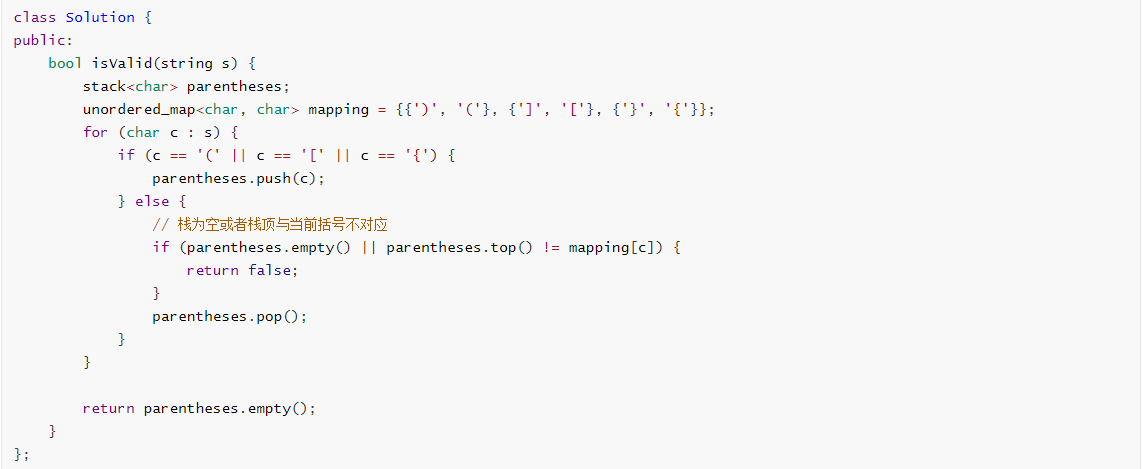 class Solution {
public:
    bool isValid(string s) {
        stack<char> parentheses;
        unordered_map<char, char> mapping = {{')', '('}, {']', '['}, {'}', '{'}};
        for (char c : s) {
            if (c == '(' || c == '[' || c == '{') {
                parentheses.push(c);
            } else {
                // 栈为空或者栈顶与当前括号不对应
                if (parentheses.empty() || parentheses.top() != mapping[c]) {
                    return false;
                }
                parentheses.pop();
            }
        }

        return parentheses.empty();
    }
};